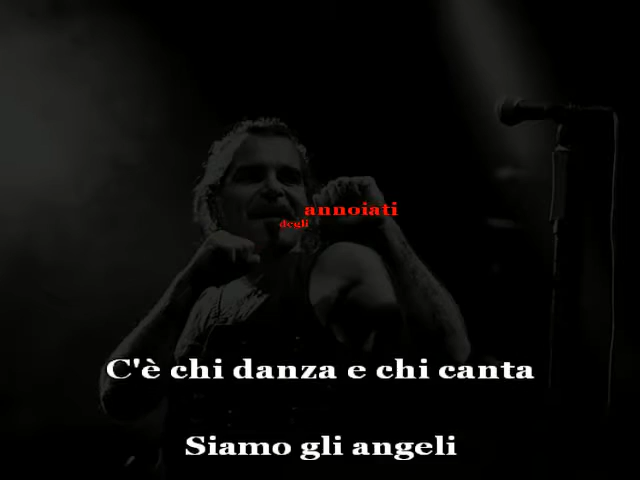 annoiati
degli
C'è chi danza e chi canta
Siamo gli angeli